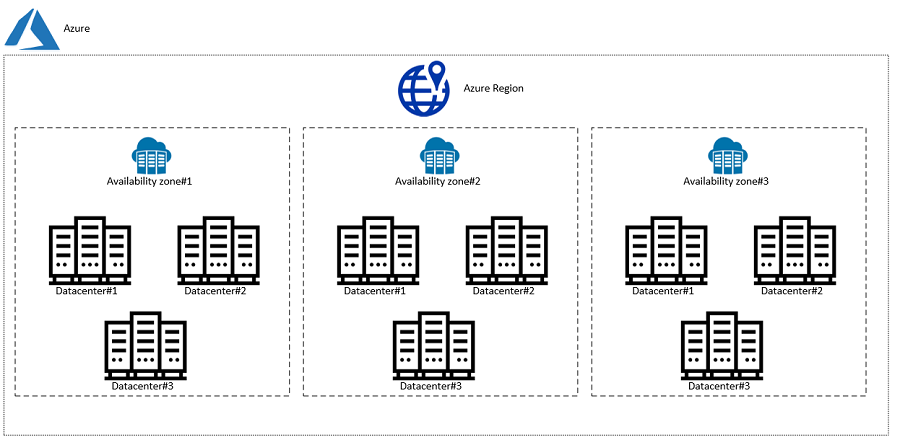 Azure
Azure Region
Availability zone#1
Availability zone#2
Availability zone#3
Datacenter#1
Datacenter#2
Datacenter#1
Datacenter#2
Datacenter#1
Datacenter#2
Datacenter#3
Datacenter#3
Datacenter#3